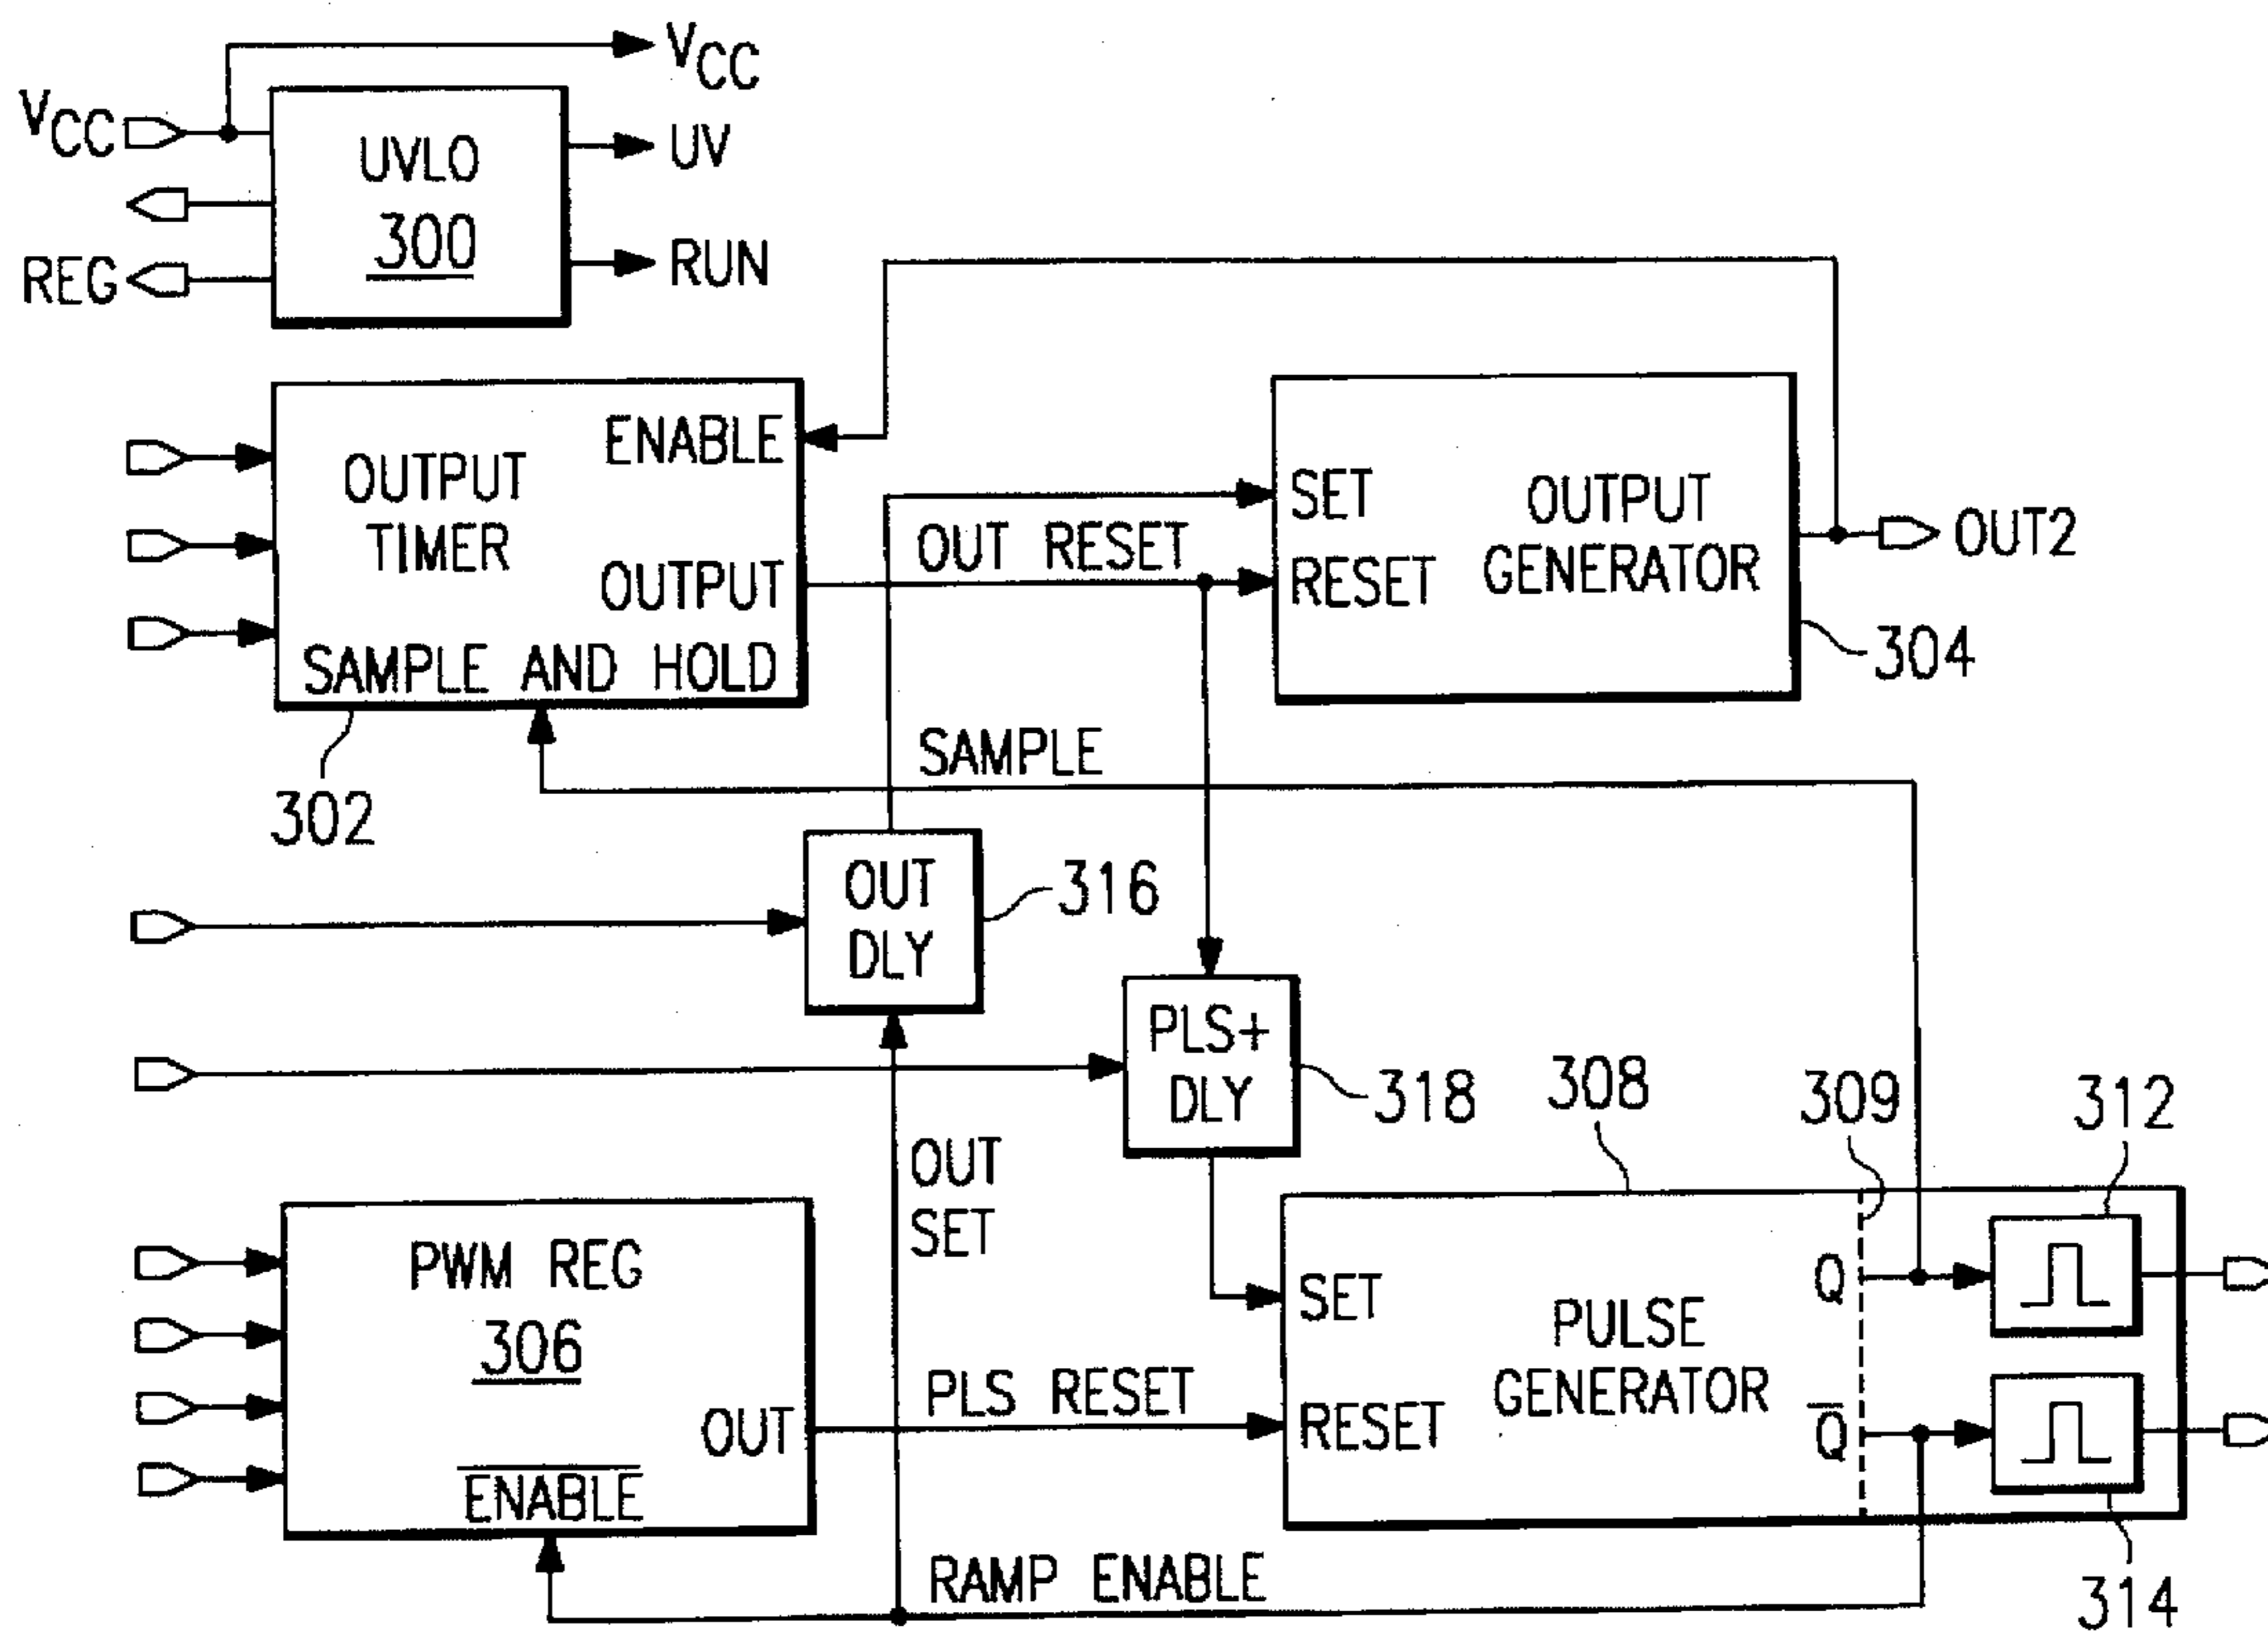 VCC
VCC
UVLO
300
UV
RUN
REG
ENABLE
OUTPUT
TIMER
OUTPUT
SAMPLE AND HOLD
302
OUT RESET
SET
RESET
OUTPUT
GENERATOR
OUT2
304
SAMPLE
OUT
DLY
316
PLS+
DLY
318
308
309
312
OUT
SET
PWM REG
306
OUT
ENABLE
PLS RESET
SET
RESET
PULSE
GENERATOR
Q
Q̅
RAMP ENABLE
314